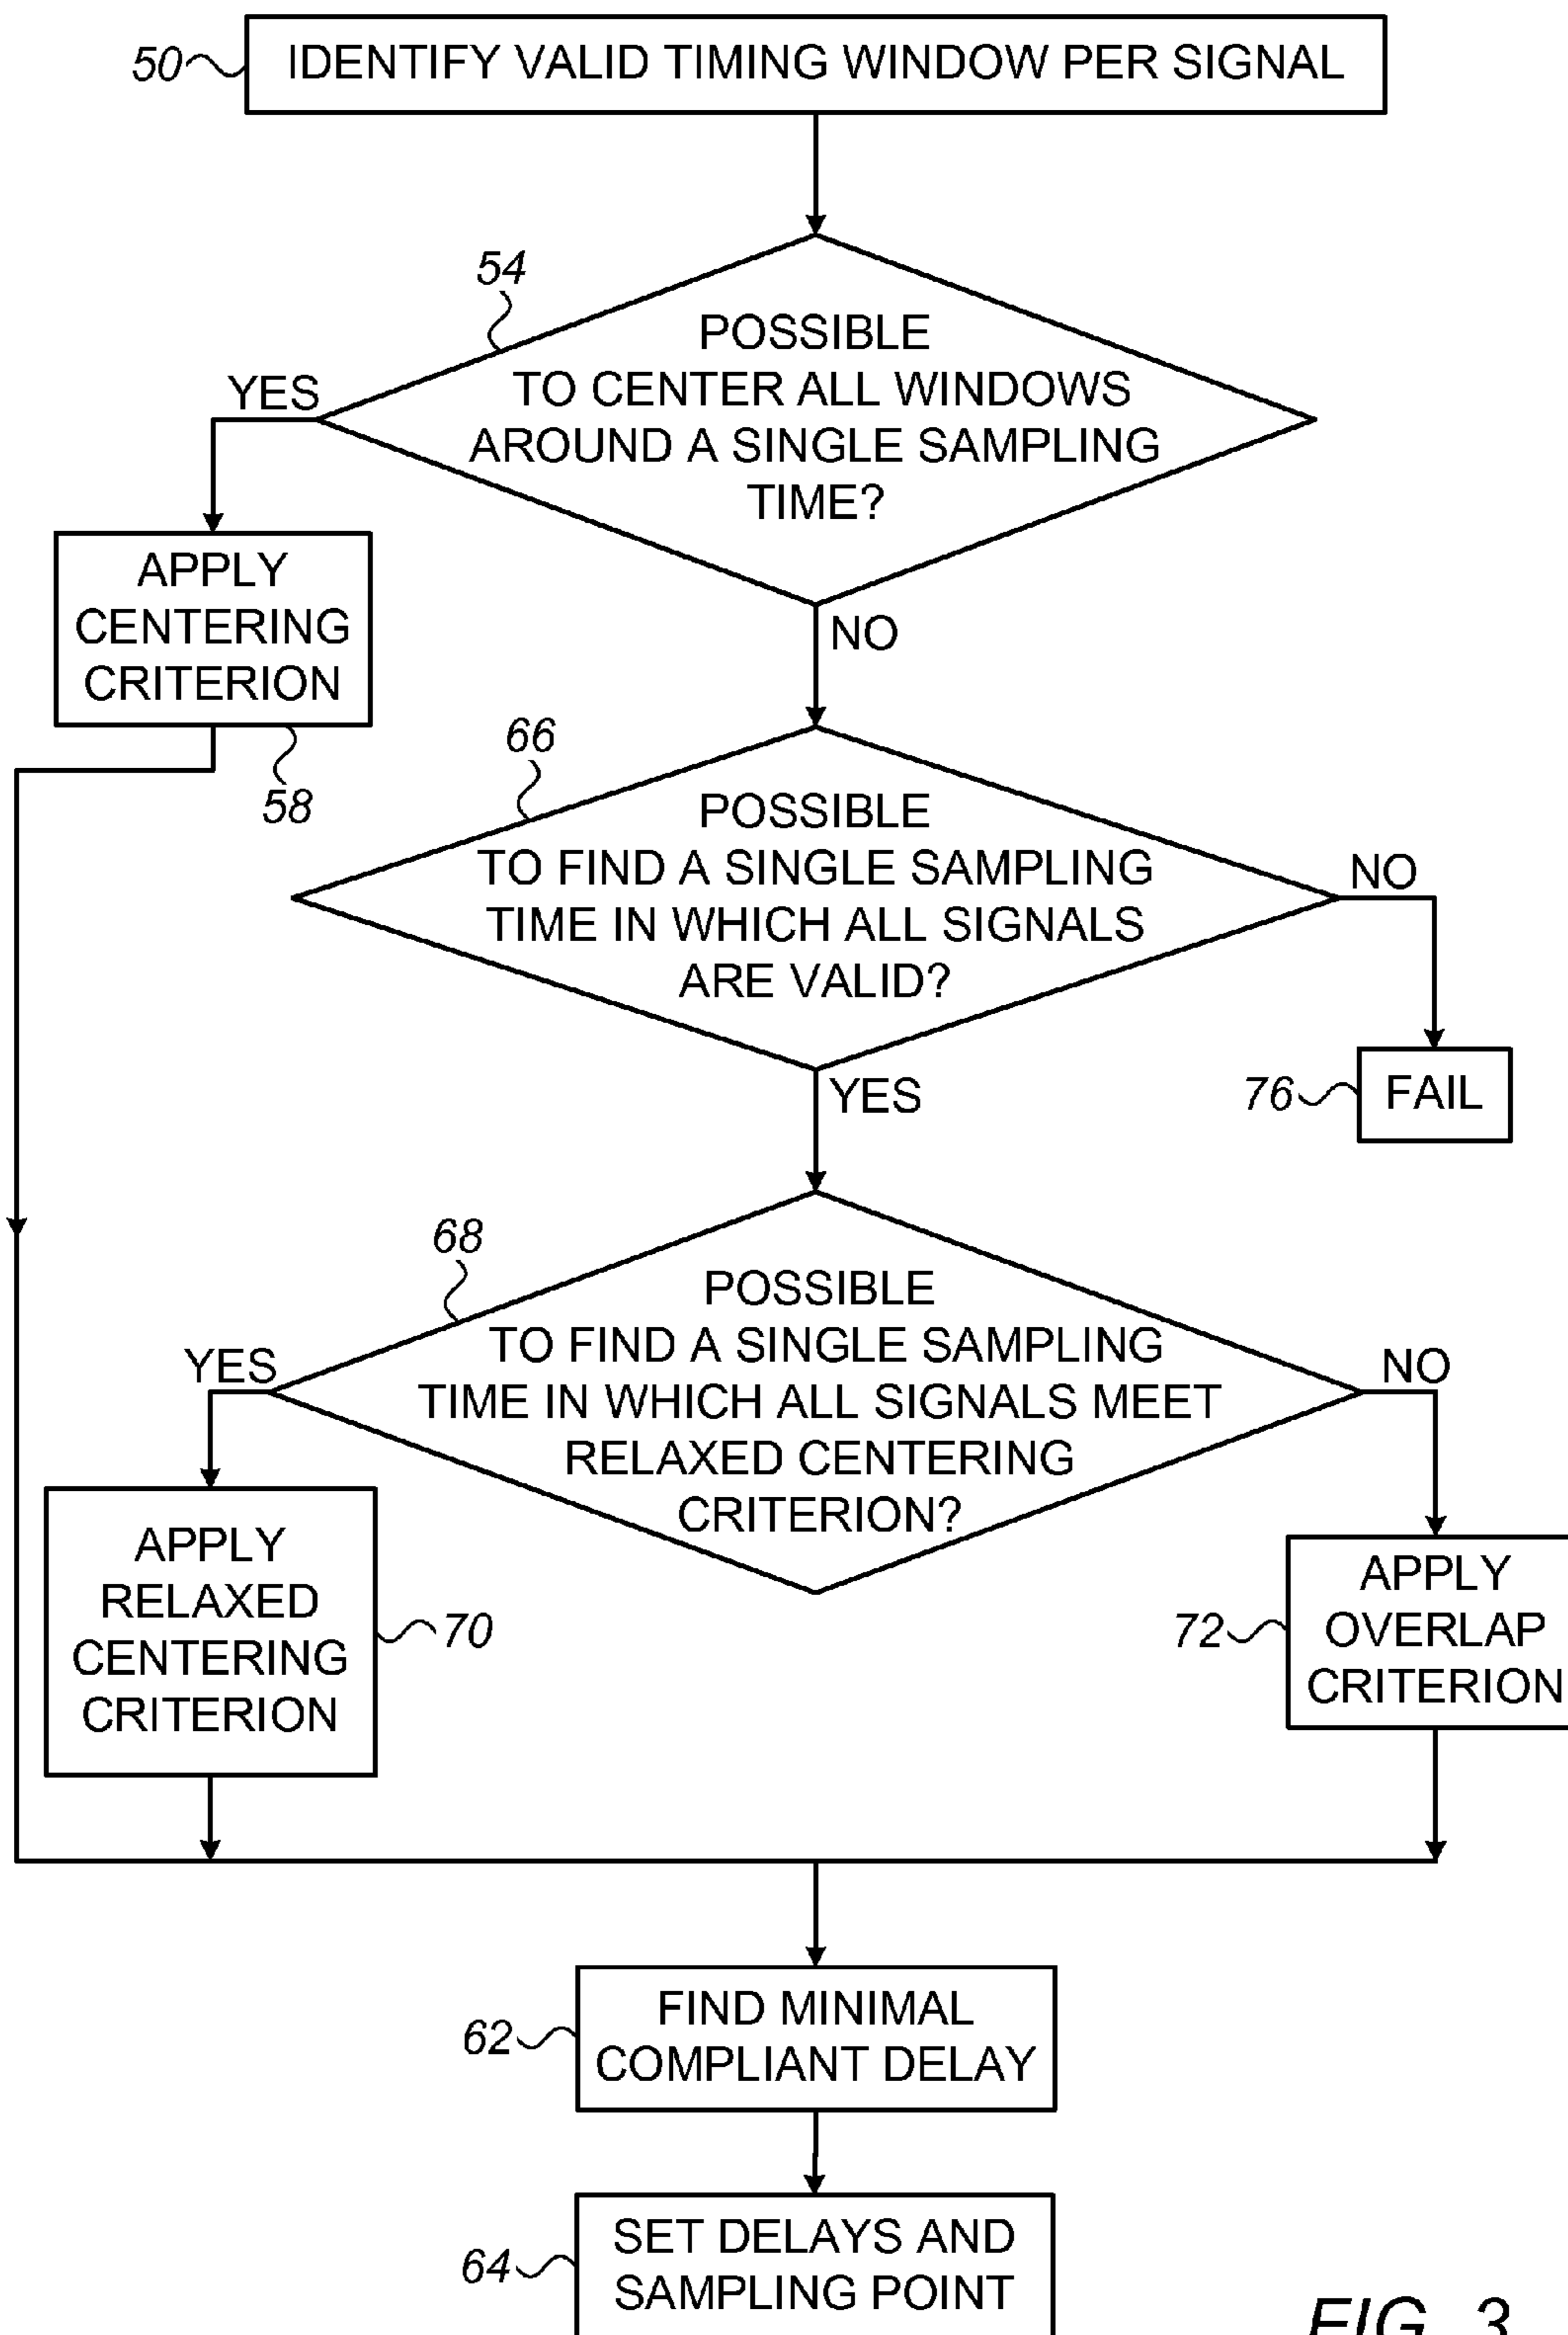 50
IDENTIFY VALID TIMING WINDOW PER SIGNAL
54
POSSIBLE
TO CENTER ALL WINDOWS
AROUND A SINGLE SAMPLING
TIME?
YES
NO
APPLY
CENTERING
CRITERION
58
66
POSSIBLE
TO FIND A SINGLE SAMPLING
TIME IN WHICH ALL SIGNALS
ARE VALID?
NO
YES
76
FAIL
68
POSSIBLE
TO FIND A SINGLE SAMPLING
TIME IN WHICH ALL SIGNALS MEET
RELAXED CENTERING
CRITERION?
YES
NO
APPLY
RELAXED
CENTERING
CRITERION
70
72
APPLY
OVERLAP
CRITERION
62
FIND MINIMAL
COMPLIANT DELAY
64
SET DELAYS AND
SAMPLING POINT
FIG. 3